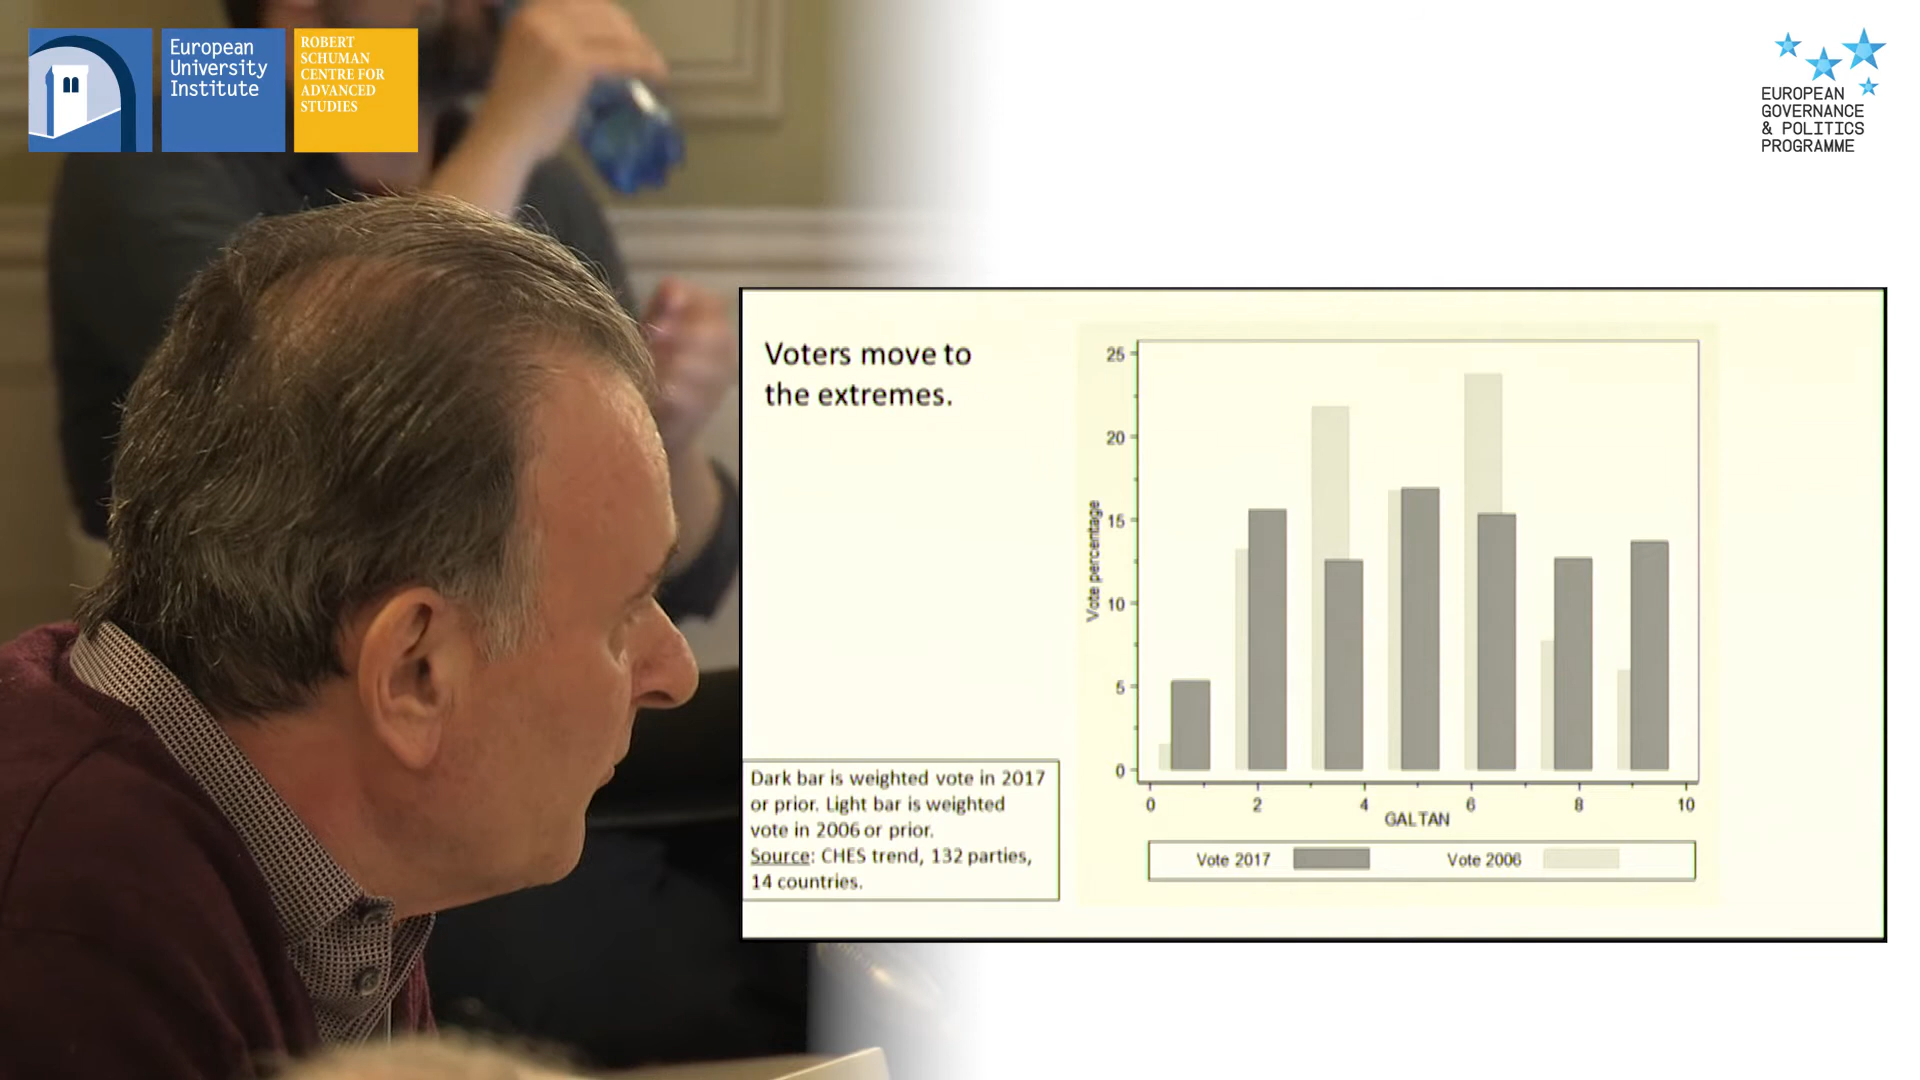 European
University
Institute
ROBERT
SCHUMAN
CENTRE FOR
ADVANCED
STUDIES
EUROPEAN
GOVERNANCE
& POLITICS
PROGRAMME
Voters move to
the extremes.
Dark bar is weighted vote in 2017
or prior. Light bar is weighted
vote in 2006 or prior.
Source: CHES trend, 132 parties,
14 countries.
25
20
15
10
5
0
Vote percentage
0 2 4 6 8 10
GALTAN
Vote 2017 Vote 2006